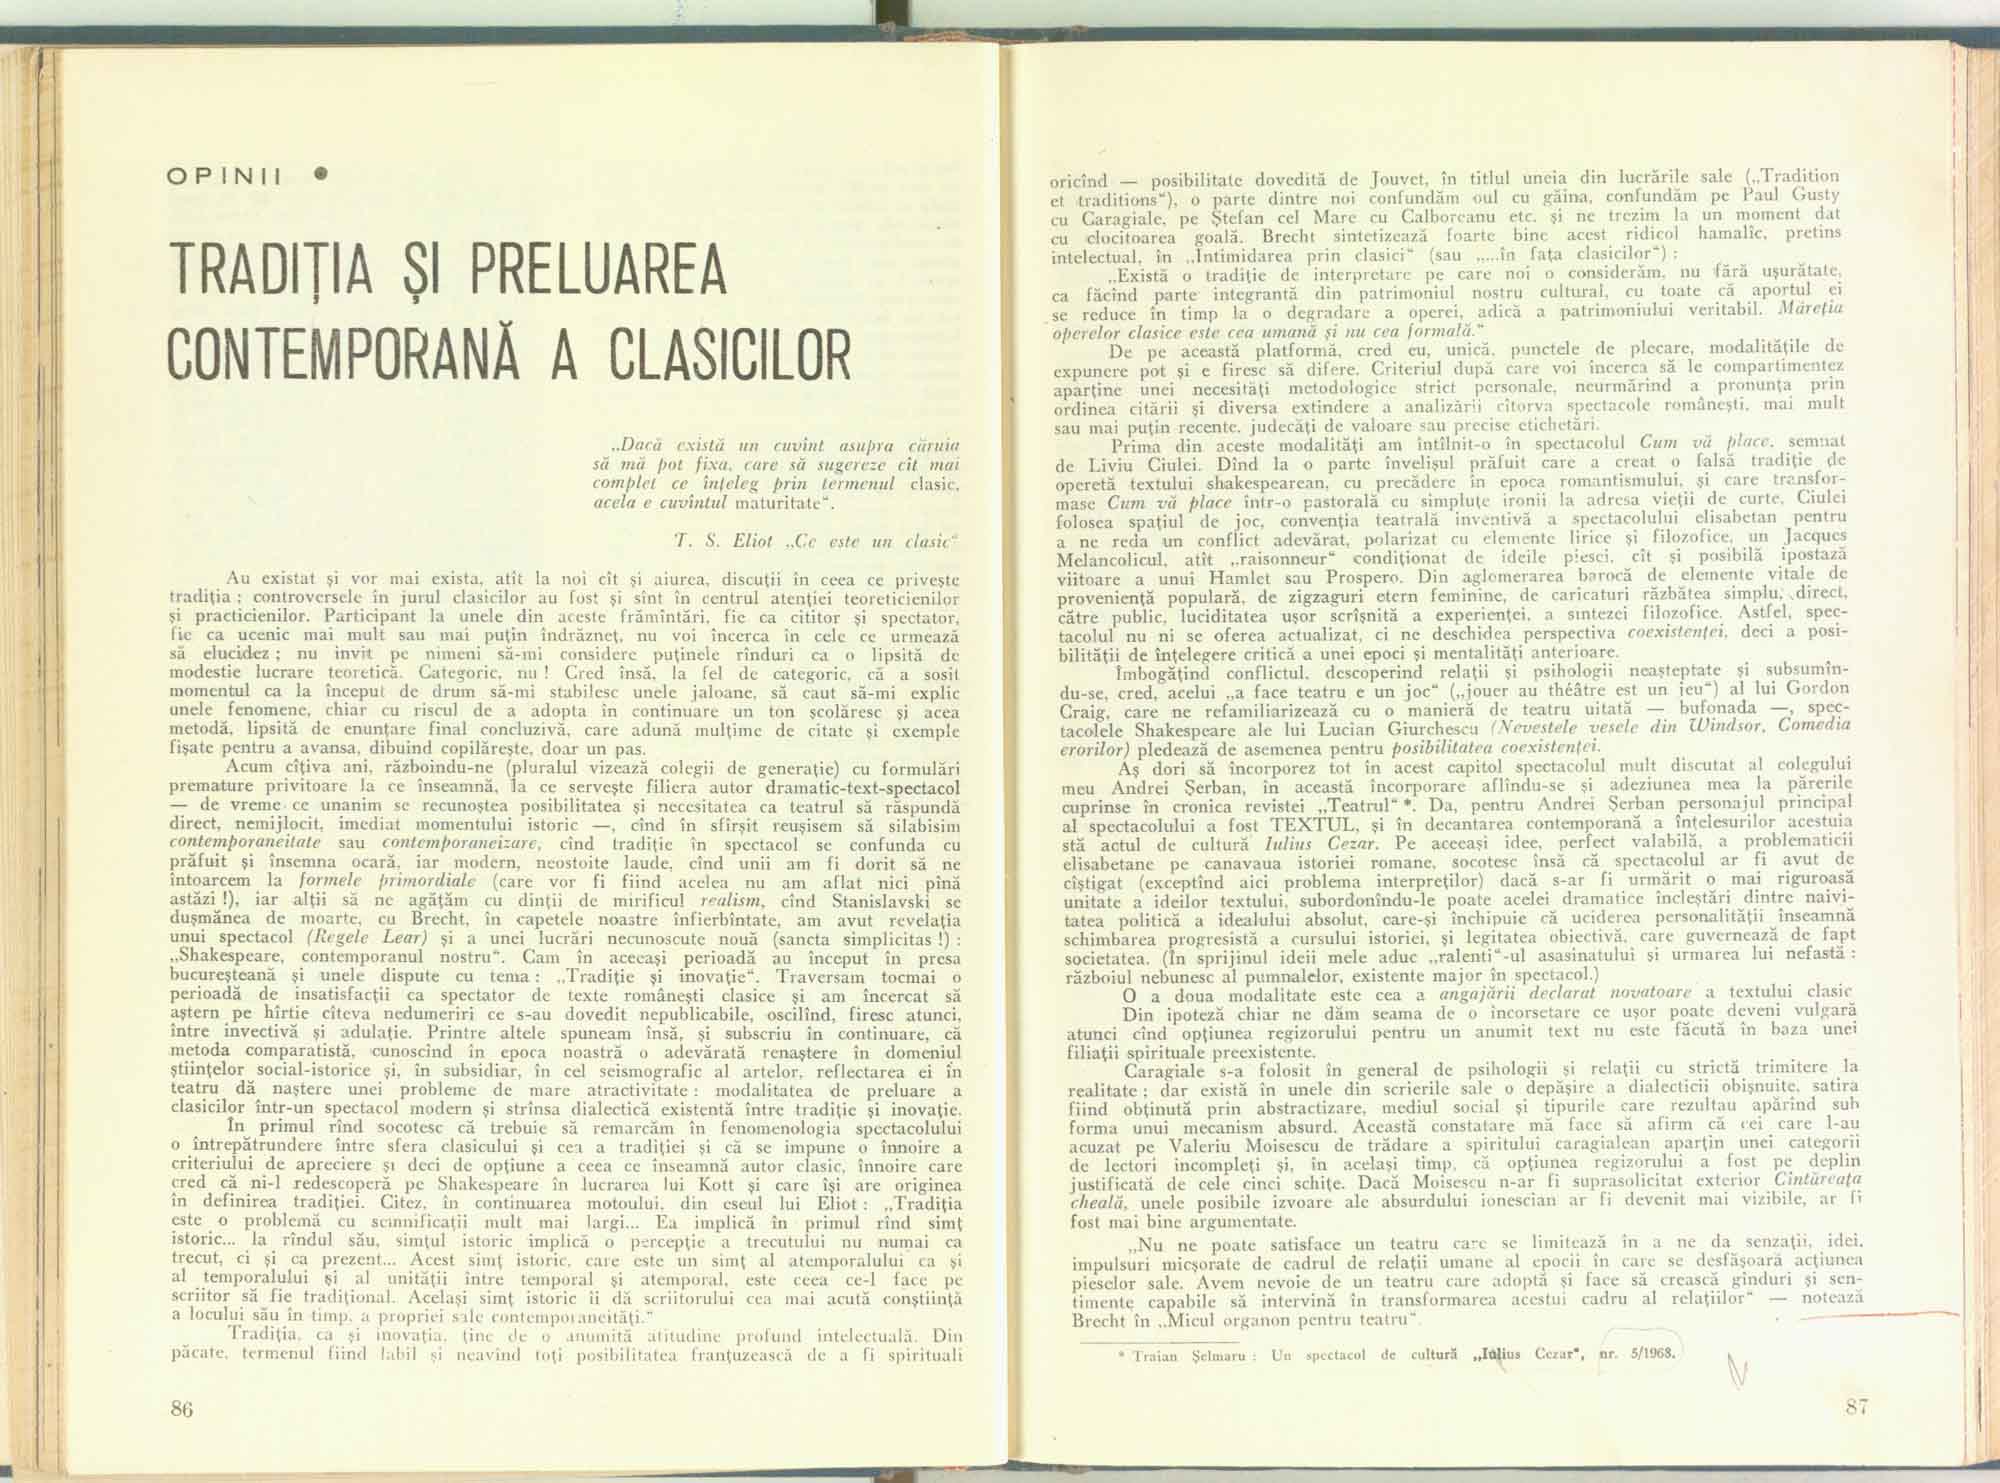 OPINII •
TRADIȚIA ȘI PRELUAREA
CONTEMPORANĂ A CLASICILOR
„Dacă există un cuvînt asupra căruia
să mă pot fixa, care să sugereze cît mai
complet ce înțeleg prin termenul clasic,
acela e cuvîntul maturitate“.
T. S. Eliot „Ce este un clasic“
Au existat și vor mai exista, atît la noi cît și aiurea, discuții în ceea ce privește
tradiția ; controversele în jurul clasicilor au fost și sînt în centrul atenției teoreticienilor
și practicienilor. Participant la unele din aceste frămîntări, fie ca cititor și spectator,
fie ca ucenic mai mult sau mai puțin îndrăzneț, nu voi încerca în cele ce urmează
să elucidez ; nu invit pe nimeni să-mi considere puținele rînduri ca o lipsită de
modestie lucrare teoretică. Categoric, nu ! Cred însă, la fel de categoric, că a sosit
momentul ca la început de drum să-mi stabilesc unele jaloane, să caut să-mi explic
unele fenomene, chiar cu riscul de a adopta în continuare un ton școlăresc și acea
metodă, lipsită de enunțare final concluzivă, care adună mulțime de citate și exemple
fișate pentru a avansa, dibuind copilărește, doar un pas.
Acum cîțiva ani, războindu-ne (pluralul vizează colegii de generație) cu formulări
premature privitoare la ce înseamnă, la ce servește filiera autor dramatic-text-spectacol
— de vreme ce unanim se recunoștea posibilitatea și necesitatea ca teatrul să răspundă
direct, nemijlocit, imediat momentului istoric —, cînd în sfîrșit reușisem să silabisim
contemporaneitate sau contemporaneizare, cînd tradiție în spectacol se confunda cu
prăfuit și însemna ocară, iar modern, neostoite laude, cînd unii am fi dorit să ne
întoarcem la formele primordiale (care vor fi fiind acelea nu am aflat nici pînă
astăzi !), iar alții să ne agățăm cu dinții de mirificul realism, cînd Stanislavski se
dușmănea de moarte, cu Brecht, în capetele noastre înfierbîntate, am avut revelația
unui spectacol (Regele Lear) și a unei lucrări necunoscute nouă (sancta simplicitas !) :
„Shakespeare, contemporanul nostru“. Cam în aceeași perioadă au început în presa
bucureșteană și unele dispute cu tema : „Tradiție și inovație“. Traversam tocmai o
perioadă de insatisfacții ca spectator de texte românești clasice și am încercat să
aștern pe hîrtie cîteva nedumeriri ce s-au dovedit nepublicabile, oscilînd, firesc atunci,
între invectivă și adulație. Printre altele spuneam însă, și subscriu în continuare, că
metoda comparatistă, cunoscînd în epoca noastră o adevărată renaștere în domeniul
științelor social-istorice și, în subsidiar, în cel seismografic al artelor, reflectarea ei în
teatru dă naștere unei probleme de mare atractivitate : modalitatea de preluare a
clasicilor într-un spectacol modern și strînsa dialectică existentă între tradiție și inovație.
În primul rînd socotesc că trebuie să remarcăm în fenomenologia spectacolului
o întrepătrundere între sfera clasicului și cea a tradiției și că se impune o înnoire a
criteriului de apreciere și deci de opțiune a ceea ce înseamnă autor clasic, înnoire care
cred că ni-l redescoperă pe Shakespeare în lucrarea lui Kott și care își are originea
în definirea tradiției. Citez, în continuarea motoului, din eseul lui Eliot : „Tradiția
este o problemă cu semnificații mult mai largi... Ea implică în primul rînd simț
istoric... la rîndul său, simțul istoric implică o percepție a trecutului nu numai ca
trecut, ci și ca prezent... Acest simț istoric, care este un simț al atemporalului ca și
al temporalului și al unității între temporal și atemporal, este ceea ce-l face pe
scriitor să fie tradițional. Același simț istoric îi dă scriitorului cea mai acută conștiință
a locului său în timp, a propriei sale contemporaneități.“
Tradiția, ca și inovația, ține de o anumită atitudine profund intelectuală. Din
păcate, termenul fiind labil și neavînd toți posibilitatea franțuzească de a fi spirituali
86
oricînd — posibilitate dovedită de Jouvet, în titlul uneia din lucrările sale („Tradition
et traditions“), o parte dintre noi confundăm oul cu găina, confundăm pe Paul Gusty
cu Caragiale, pe Ștefan cel Mare cu Calboreanu etc. și ne trezim la un moment dat
cu clocitoarea goală. Brecht sintetizează foarte bine acest ridicol hamalîc, pretins
intelectual, în „Intimidarea prin clasici“ (sau „...în fața clasicilor“) :
„Există o tradiție de interpretare pe care noi o considerăm, nu fără ușurătate,
ca făcînd parte integrantă din patrimoniul nostru cultural, cu toate că aportul ei
se reduce în timp la o degradare a operei, adică a patrimoniului veritabil. Măreția
operelor clasice este cea umană și nu cea formală.“
De pe această platformă, cred eu, unică, punctele de plecare, modalitățile de
expunere pot și e firesc să difere. Criteriul după care voi încerca să le compartimentez
aparține unei necesități metodologice strict personale, neurmărind a pronunța prin
ordinea citării și diversa extindere a analizării cîtorva spectacole românești, mai mult
sau mai puțin recente, judecăți de valoare sau precise etichetări.
Prima din aceste modalități am întîlnit-o în spectacolul Cum vă place, semnat
de Liviu Ciulei. Dînd la o parte învelișul prăfuit care a creat o falsă tradiție de
operetă textului shakespearean, cu precădere în epoca romantismului, și care transfor-
mase Cum vă place într-o pastorală cu simpluțe ironii la adresa vieții de curte, Ciulei
folosea spațiul de joc, convenția teatrală inventivă a spectacolului elisabetan pentru
a ne reda un conflict adevărat, polarizat cu elemente lirice și filozofice, un Jacques
Melancolicul, atît „raisonneur“ condiționat de ideile piesei, cît și posibilă ipostază
viitoare a unui Hamlet sau Prospero. Din aglomerarea barocă de elemente vitale de
proveniență populară, de zigzaguri etern feminine, de caricaturi răzbătea simplu, direct,
către public, luciditatea ușor scrîșnită a experienței, a sintezei filozofice. Astfel, spec-
tacolul nu ni se oferea actualizat, ci ne deschidea perspectiva coexistenței, deci a posi-
bilității de înțelegere critică a unei epoci și mentalități anterioare.
Îmbogățind conflictul, descoperind relații și psihologii neașteptate și subsumîn-
du-se, cred, acelui „a face teatru e un joc“ („jouer au théâtre est un jeu“) al lui Gordon
Craig, care ne refamiliarizează cu o manieră de teatru uitată — bufonada —, spec-
tacolele Shakespeare ale lui Lucian Giurchescu (Nevestele vesele din Windsor, Comedia
erorilor) pledează de asemenea pentru posibilitatea coexistenței.
Aș dori să încorporez tot în acest capitol spectacolul mult discutat al colegului
meu Andrei Șerban, în această încorporare aflîndu-se și adeziunea mea la părerile
cuprinse în cronica revistei „Teatrul“ *. Da, pentru Andrei Șerban personajul principal
al spectacolului a fost TEXTUL, și în decantarea contemporană a înțelesurilor acestuia
stă actul de cultură Iulius Cezar. Pe aceeași idee, perfect valabilă, a problematicii
elisabetane pe canavaua istoriei romane, socotesc însă că spectacolul ar fi avut de
cîștigat (exceptînd aici problema interpreților) dacă s-ar fi urmărit o mai riguroasă
unitate a ideilor textului, subordonîndu-le poate acelei dramatice încleștări dintre naivi-
tatea politică a idealului absolut, care-și închipuie că uciderea personalității înseamnă
schimbarea progresistă a cursului istoriei, și legitatea obiectivă, care guvernează de fapt
societatea. (În sprijinul ideii mele aduc „ralenti“-ul asasinatului și urmarea lui nefastă :
războiul nebunesc al pumnalelor, existente major în spectacol.)
O a doua modalitate este cea a angajării declarat novatoare a textului clasic
Din ipoteză chiar ne dăm seama de o încorsetare ce ușor poate deveni vulgară
atunci cînd opțiunea regizorului pentru un anumit text nu este făcută în baza unei
filiații spirituale preexistente.
Caragiale s-a folosit în general de psihologii și relații cu strictă trimitere la
realitate ; dar există în unele din scrierile sale o depășire a dialecticii obișnuite, satira
fiind obținută prin abstractizare, mediul social și tipurile care rezultau apărînd sub
forma unui mecanism absurd. Această constatare mă face să afirm că cei care l-au
acuzat pe Valeriu Moisescu de trădare a spiritului caragialean aparțin unei categorii
de lectori incompleți și, în același timp, că opțiunea regizorului a fost pe deplin
justificată de cele cinci schițe. Dacă Moisescu n-ar fi suprasolicitat exterior Cîntăreața
cheală, unele posibile izvoare ale absurdului ionescian ar fi devenit mai vizibile, ar fi
fost mai bine argumentate.
„Nu ne poate satisface un teatru care se limitează în a ne da senzații, idei,
impulsuri micșorate de cadrul de relații umane al epocii în care se desfășoară acțiunea
pieselor sale. Avem nevoie de un teatru care adoptă și face să crească gînduri și sen-
timente capabile să intervină în transformarea acestui cadru al relațiilor“ — notează
Brecht în „Micul organon pentru teatru“.
* Traian Șelmaru : Un spectacol de cultură „Iulius Cezar“, nr. 5/1968.
87